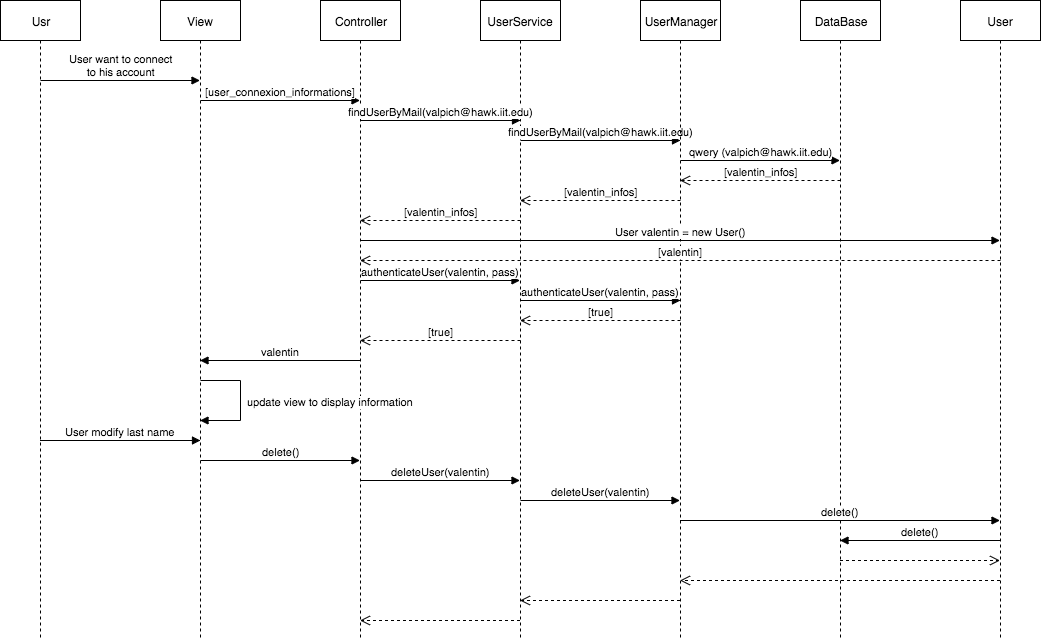 Usr
View
Controller
UserService
UserManager
DataBase
User
User want to connect
to his account
[user_connexion_informations]
findUserByMail(valpich@hawk.iit.edu)
findUserByMail(valpich@hawk.iit.edu)
qwery (valpich@hawk.iit.edu)
[valentin_infos]
[valentin_infos]
[valentin_infos]
User valentin = new User()
[valentin]
authenticateUser(valentin, pass)
authenticateUser(valentin, pass)
[true]
[true]
valentin
update view to display information
User modify last name
delete()
deleteUser(valentin)
deleteUser(valentin)
delete()
delete()